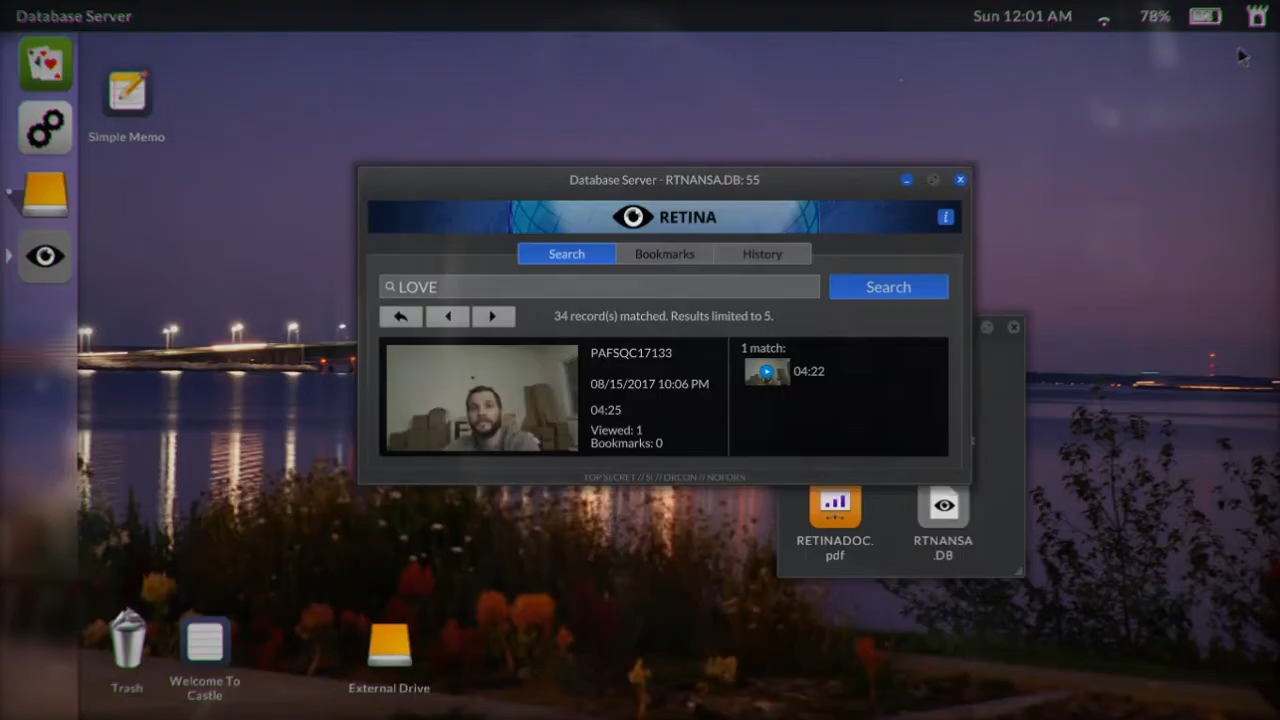 Database Server
Sun 12:01 AM
78%
Simple Memo
Database Server - RTNANSA.DB: 55
RETINA
i
Search
Bookmarks
History
LOVE
Search
34 record(s) matched. Results limited to 5.
PAFSQC17133
08/15/2017 10:06 PM
04:25
Viewed: 1
Bookmarks: 0
1 match:
04:22
TOP SECRET // SI // ORCON // NOFORN
RETINADOC.
pdf
RTNANSA
.DB
Trash
Welcome To
Castle
External Drive